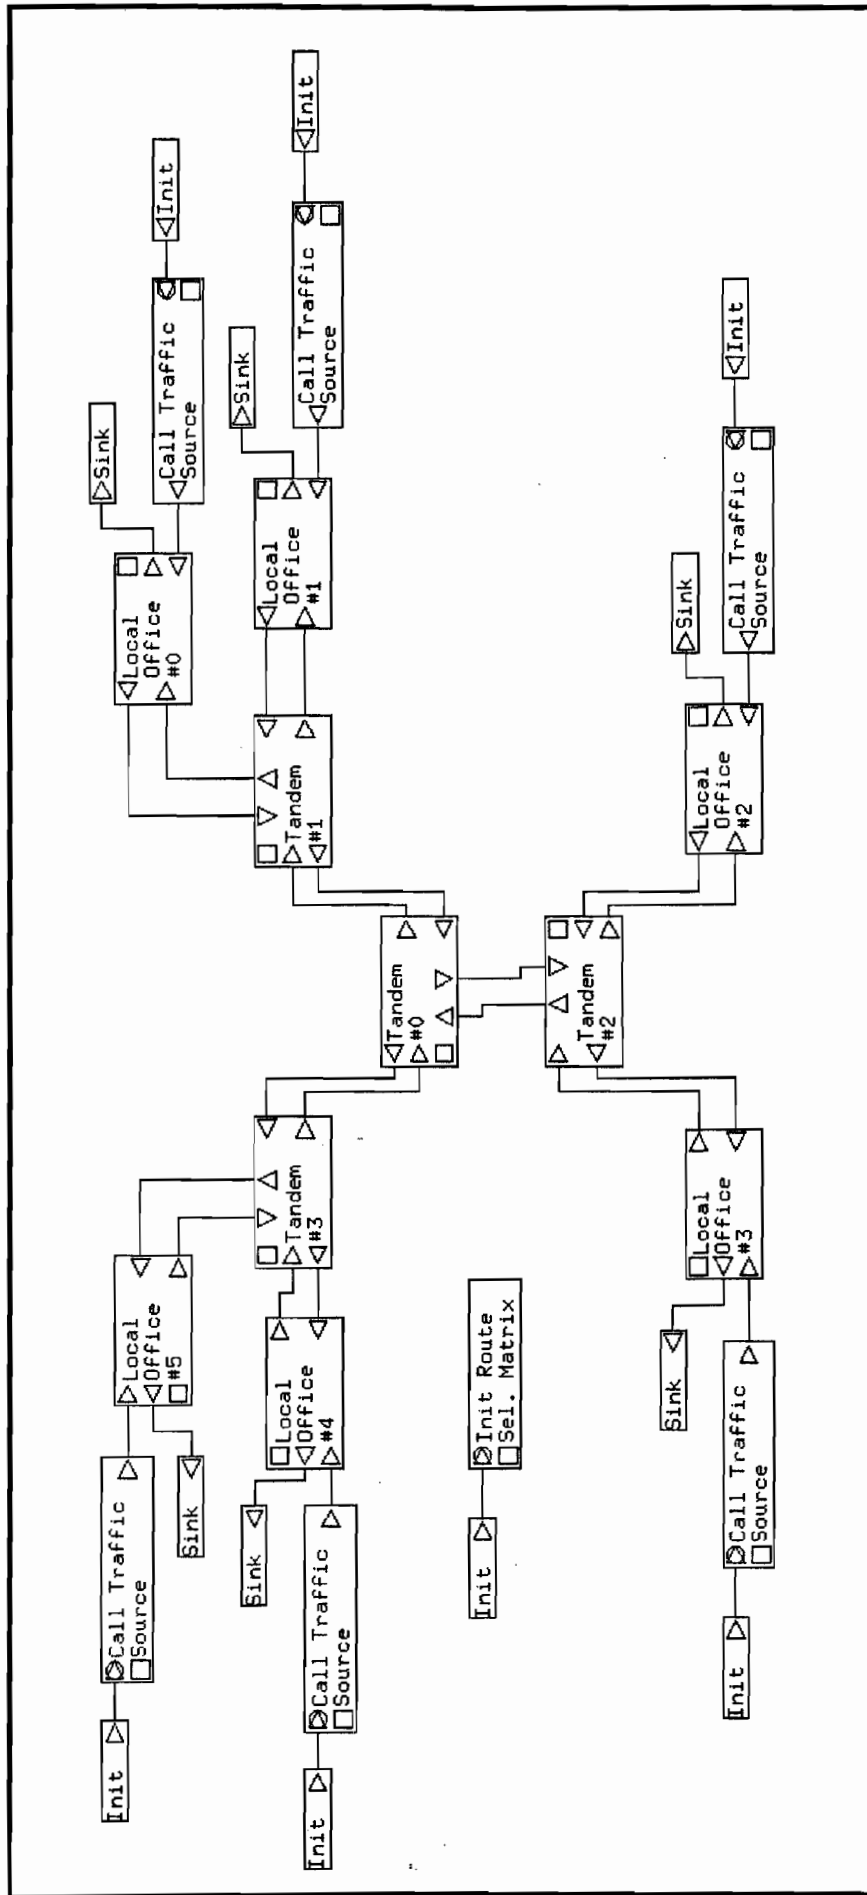 Init
Call Traffic
Source
Sink
Local
Office
#5
Init
Call Traffic
Source
Sink
Local
Office
#4
Tandem
#3
Tandem
#0
Tandem
#1
Local
Office
#0
Sink
Call Traffic
Source
Init
Local
Office
#1
Sink
Call Traffic
Source
Init
Init
Init Route
Sel. Matrix
Init
Call Traffic
Source
Sink
Local
Office
#3
Tandem
#2
Local
Office
#2
Sink
Call Traffic
Source
Init